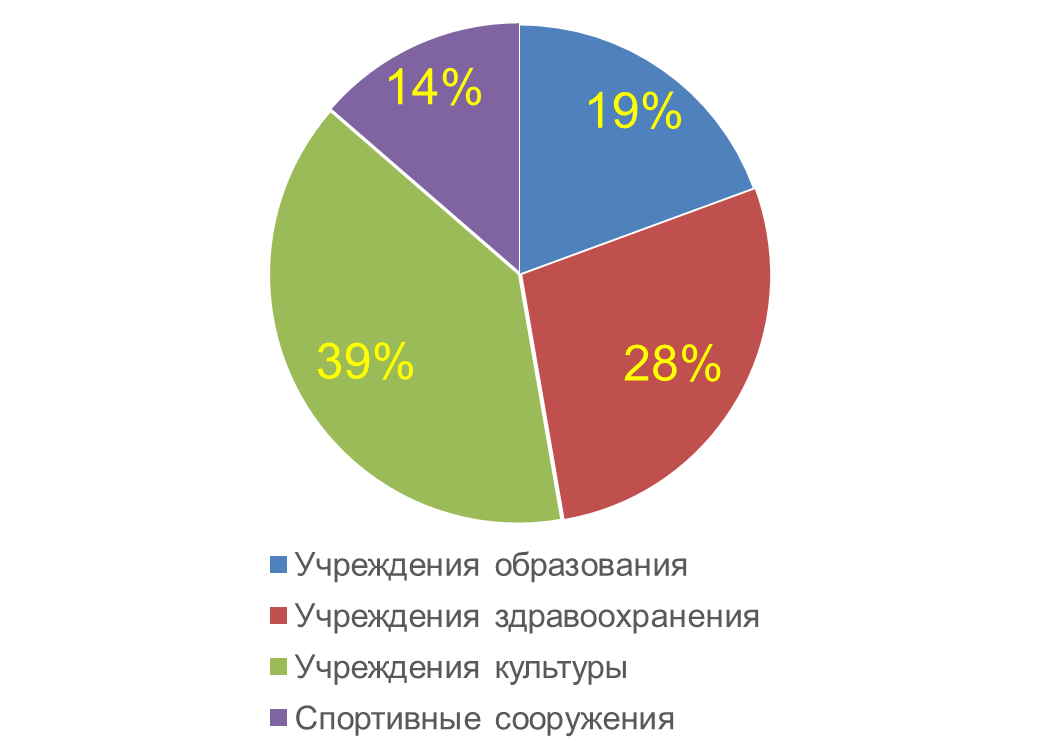 14%
19%
39%
28%
Учреждения образования
Учреждения здравоохранения
Учреждения культуры
Спортивные сооружения